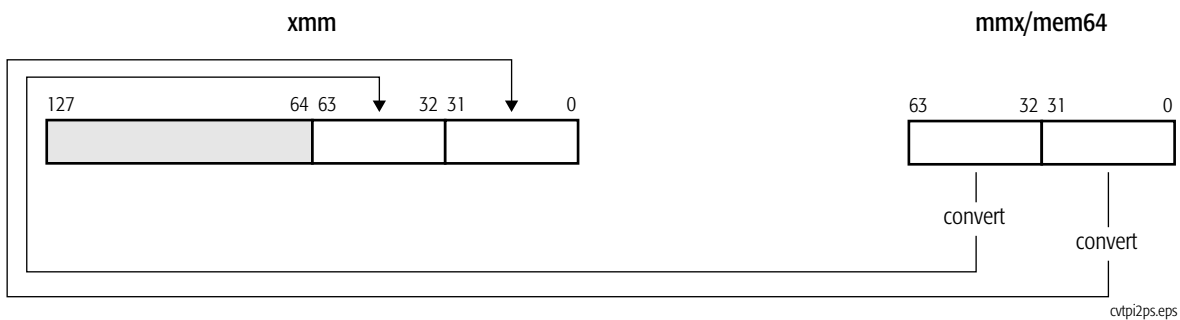 xmm mmx/mem64
127 64 63 32 31 0 63 32 31 0
convert
convert
cvtpi2ps.eps